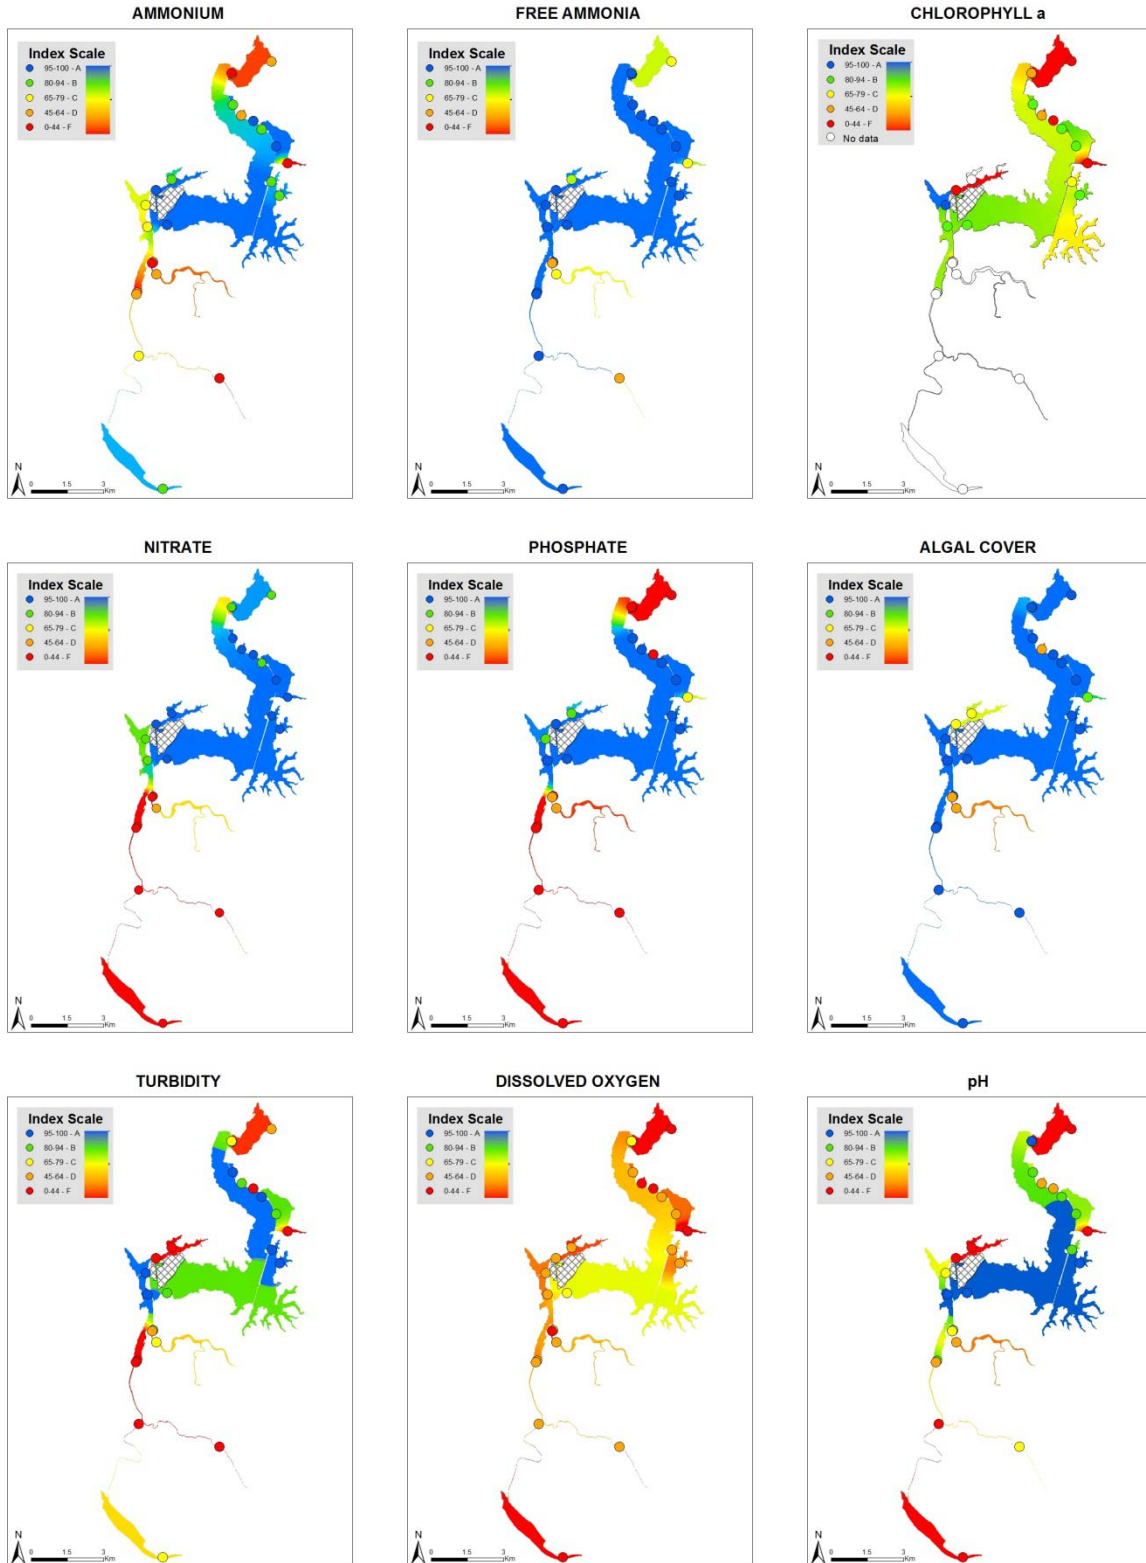 AMMONIUM
Index Scale
95-100 - A
80-94 - B
65-79 - C
45-64 - D
0-44 - F
N
0 1.5 3
Km
FREE AMMONIA
Index Scale
95-100 - A
80-94 - B
65-79 - C
45-64 - D
0-44 - F
N
0 1.5 3
Km
CHLOROPHYLL a
Index Scale
95-100 - A
80-94 - B
65-79 - C
45-64 - D
0-44 - F
No data
N
0 1.5 3
Km
NITRATE
Index Scale
95-100 - A
80-94 - B
65-79 - C
45-64 - D
0-44 - F
N
0 1.5 3
Km
PHOSPHATE
Index Scale
95-100 - A
80-94 - B
65-79 - C
45-64 - D
0-44 - F
N
0 1.5 3
Km
ALGAL COVER
Index Scale
95-100 - A
80-94 - B
65-79 - C
45-64 - D
0-44 - F
N
0 1.5 3
Km
TURBIDITY
Index Scale
95-100 - A
80-94 - B
65-79 - C
45-64 - D
0-44 - F
N
0 1.5 3
Km
DISSOLVED OXYGEN
Index Scale
95-100 - A
80-94 - B
65-79 - C
45-64 - D
0-44 - F
N
0 1.5 3
Km
pH
Index Scale
95-100 - A
80-94 - B
65-79 - C
45-64 - D
0-44 - F
N
0 1.5 3
Km